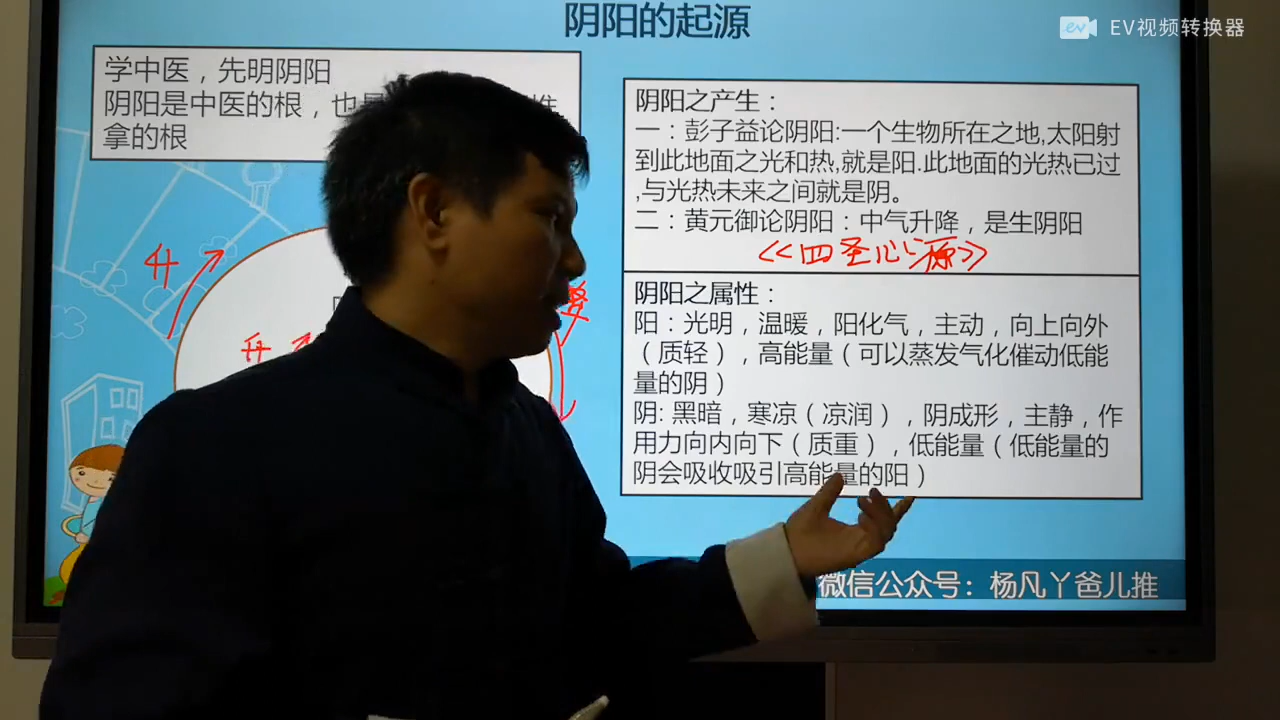 阴阳的起源
EV视频转换器
学中医，先明阴阳
阴阳是中医的根，也是 推
拿的根
阴阳之产生：
一：彭子益论阴阳:一个生物所在之地,太阳射
到此地面之光和热,就是阳.此地面的光热已过
,与光热未来之间就是阴。
二：黄元御论阴阳：中气升降，是生阴阳
《四圣心源》
升
升
降
阴阳之属性：
阳：光明，温暖，阳化气，主动，向上向外
（质轻），高能量（可以蒸发气化催动低能
量的阴）
阴: 黑暗，寒凉（凉润），阴成形，主静，作
用力向内向下（质重），低能量（低能量的
阴会吸收吸引高能量的阳）
微信公众号：杨凡丫爸儿推